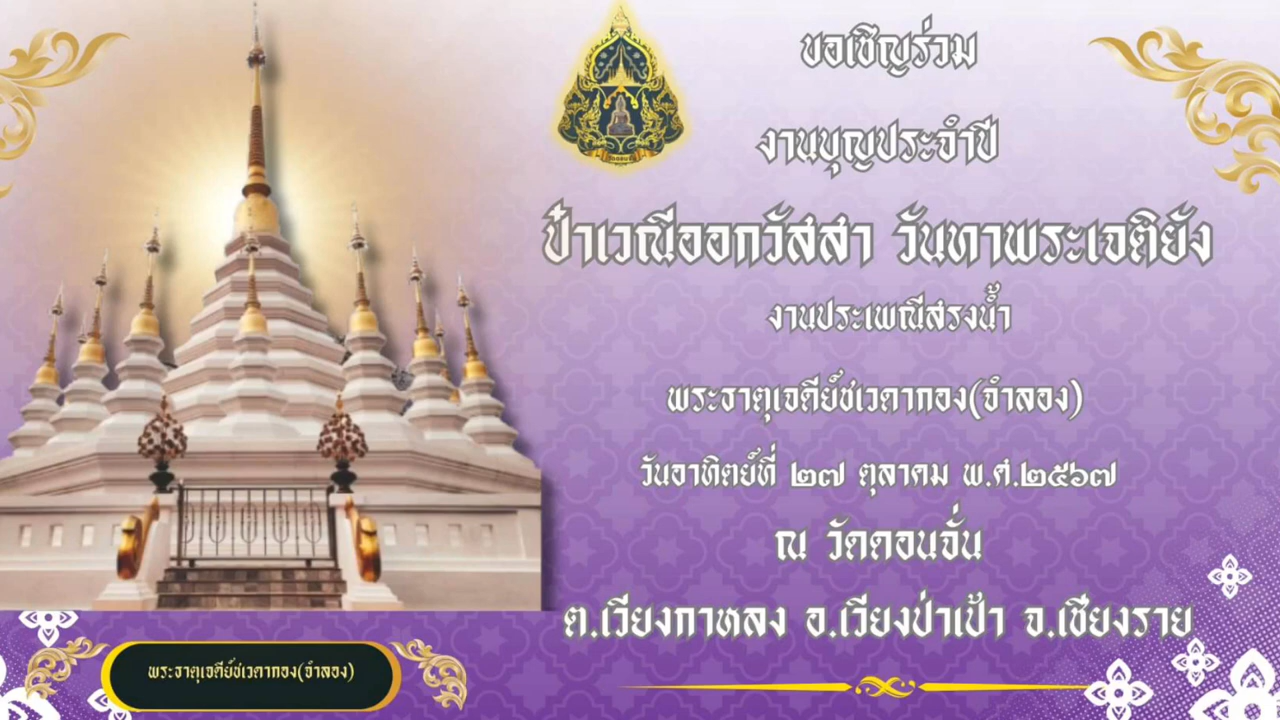 ขอเชิญร่วม
งานบุญประจำปี
ป๋าเวณีออกวัสสา วันทาพระเจติยัง
งานประเพณีสรงน้ำ
พระธาตุเจดีย์ชเวดากอง(จำลอง)
วันอาทิตย์ที่ ๒๗ ตุลาคม พ.ศ.๒๕๖๗
ณ วัดดอนจั่น
ต.เวียงกาหลง อ.เวียงป่าเป้า จ.เชียงราย
พระธาตุเจดีย์ชเวดากอง(จำลอง)